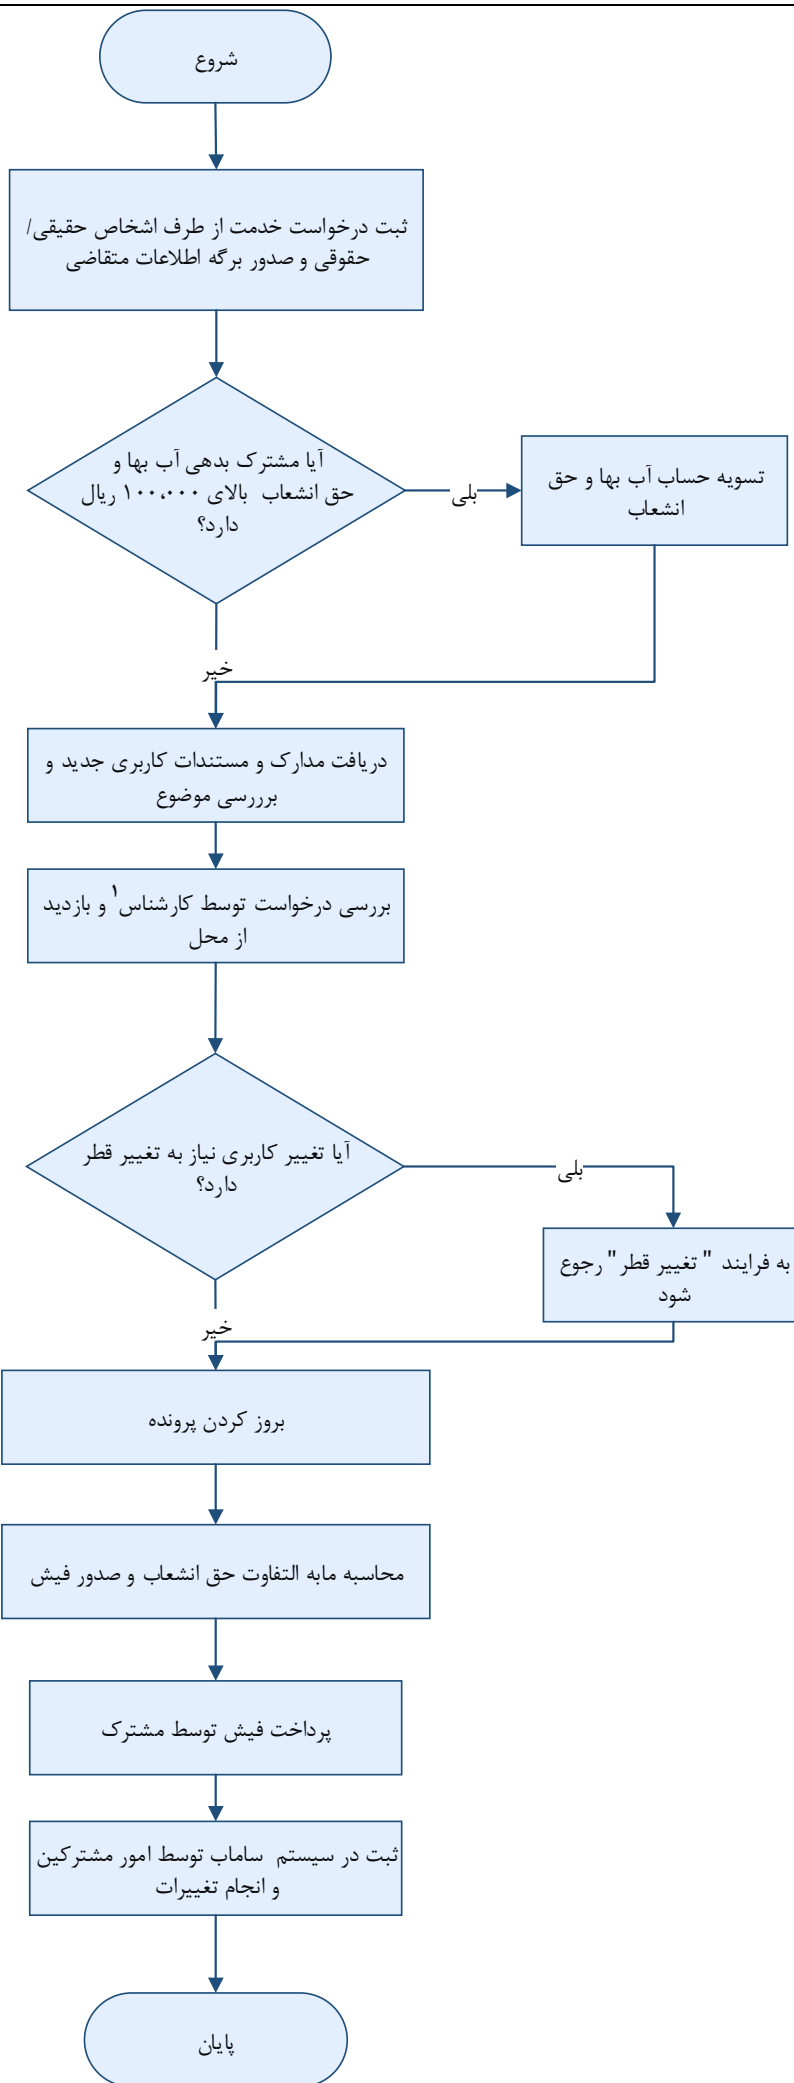 شروع
ثبت درخواست خدمت از طرف اشخاص حقیقی/
حقوقی و صدور برگه اطلاعات متقاضی
آیا مشترک بدهی آب بها و
حق انشعاب بالای ۱۰۰،۰۰۰ ریال
دارد؟
بلی
تسویه حساب آب بها و حق
انشعاب
خیر
دریافت مدارک و مستندات کاربری جدید و
برررسی موضوع
بررسی درخواست توسط کارشناس۱ و بازدید
از محل
آیا تغییر کاربری نیاز به تغییر قطر
دارد؟
بلی
به فرایند " تغییر قطر" رجوع
شود
خیر
بروز کردن پرونده
محاسبه مابه التفاوت حق انشعاب و صدور فیش
پرداخت فیش توسط مشترک
ثبت در سیستم ساماب توسط امور مشترکین
و انجام تغییرات
پایان